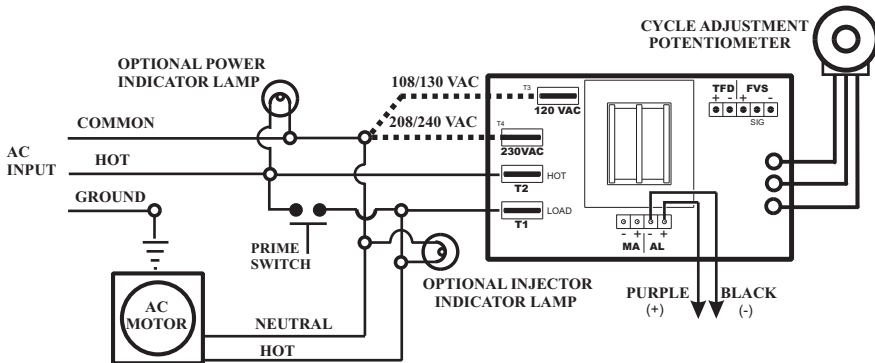 CYCLE ADJUSTMENT
POTENTIOMETER
OPTIONAL POWER
INDICATOR LAMP
108/130 VAC
T3
120 VAC
TFD FVS
+ - + -
SIG
COMMON
208/240 VAC
T4
230VAC
AC
INPUT
HOT
T2 HOT
GROUND
T1 LOAD
PRIME
SWITCH
- + - +
MA AL
OPTIONAL INJECTOR
INDICATOR LAMP
PURPLE
(+)
BLACK
(-)
AC
MOTOR
NEUTRAL
HOT